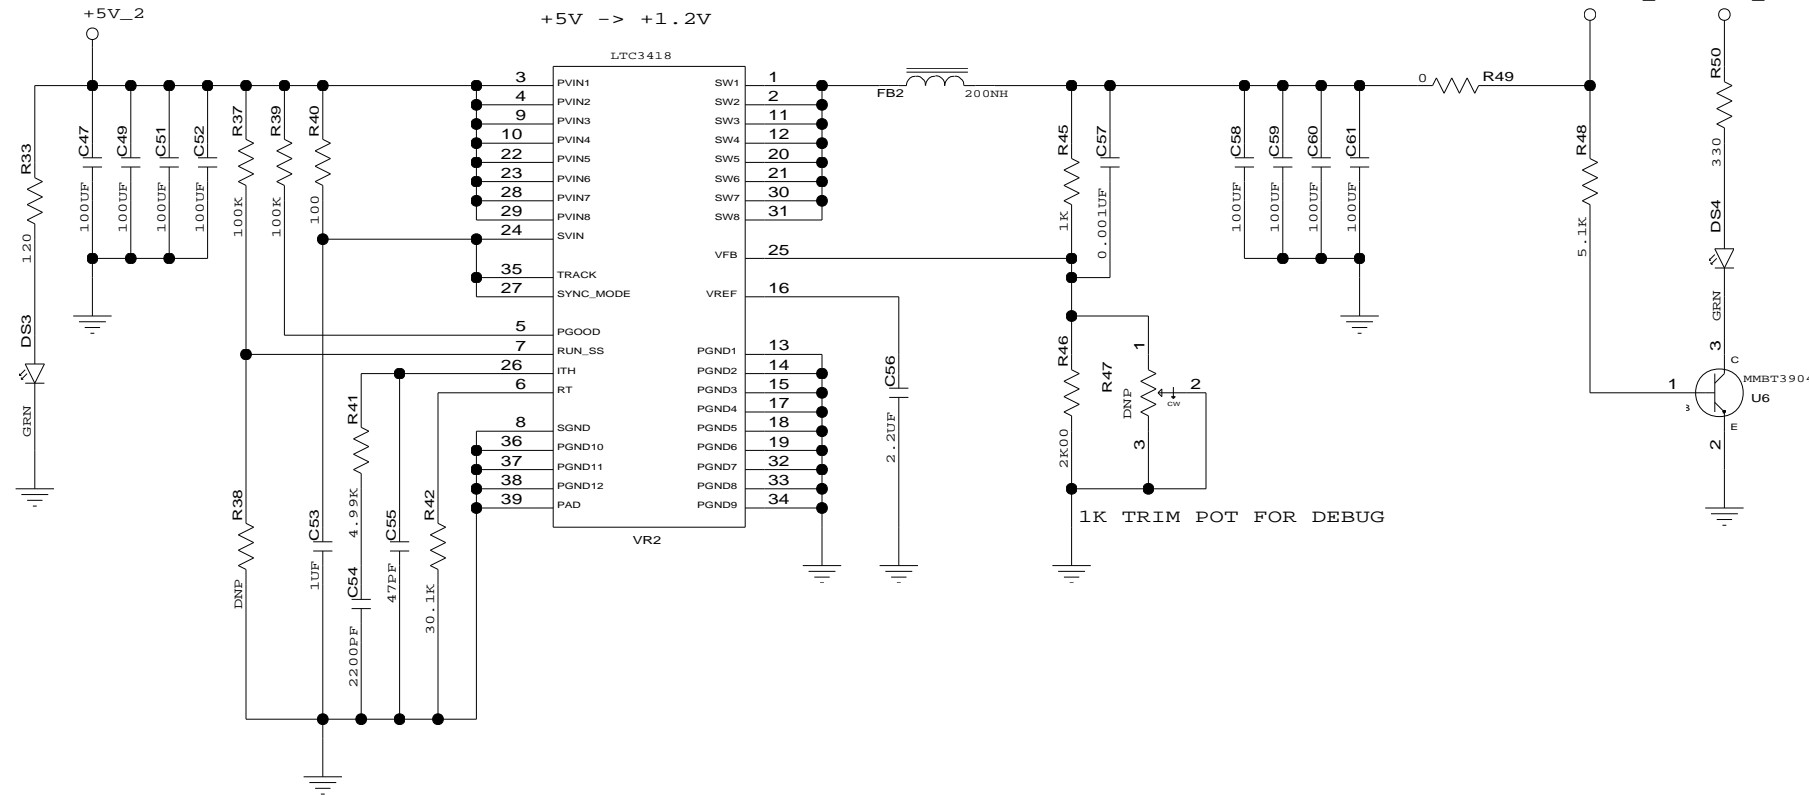 +5V_2
+5V -> +1.2V
LTC3418
VR2
3 PVIN1
4 PVIN2
9 PVIN3
10 PVIN4
22 PVIN5
23 PVIN6
28 PVIN7
29 PVIN8
24 SVIN
35 TRACK
27 SYNC_MODE
5 PGOOD
7 RUN_SS
26 ITH
6 RT
8 SGND
36 PGND10
37 PGND11
38 PGND12
39 PAD
SW1 1
SW2 2
SW3 11
SW4 12
SW5 20
SW6 21
SW7 30
SW8 31
VFB 25
VREF 16
PGND1 13
PGND2 14
PGND3 15
PGND4 17
PGND5 18
PGND6 19
PGND7 32
PGND8 33
PGND9 34
R33
120
DS3
GRN
C47
100UF
C49
100UF
C51
100UF
C52
100UF
R37
100K
R39
100K
R40
100
R38
DNP
C53
1UF
R41
4.99K
C54
2200PF
C55
47PF
R42
30.1K
FB2
200NH
C56
2.2UF
R45
1K
C57
0.001UF
R46
2K00
R47
DNP
1
2
3
CW
1K TRIM POT FOR DEBUG
C58
100UF
C59
100UF
C60
100UF
C61
100UF
0
R49
R48
5.1K
R50
330
DS4
GRN
3
C
1
MMBT3904
U6
E
2